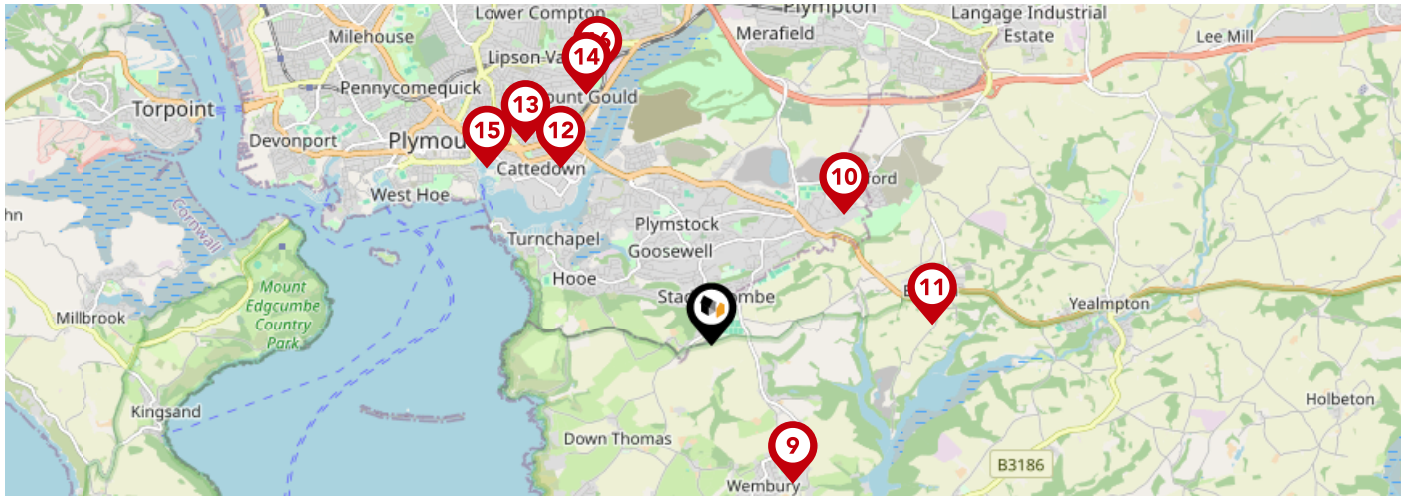 Lower Compton
Plympton
Langage Industrial
Estate
Milehouse
Merafield
Lee Mill
6
Lipson-Va
14
Pennycomequick
ount Gould
Torpoint
13
15
12
Devonport
Plymou
Cattedown
10
ford
West Hoe
hn
Cornwall
Plymstock
Turnchapel
Goosewell
Hooe
Mount
Edgcumbe
Country
Park
11
Yealmpton
Millbrook
Kingsand
Holbeton
Down Thomas
9
B3186
Wembury